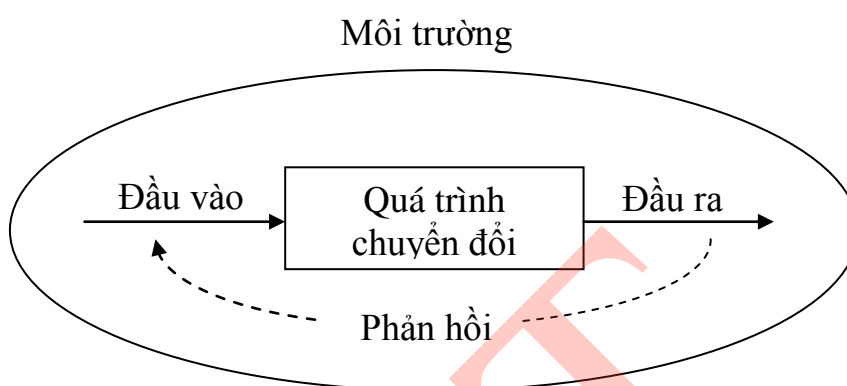 Môi trường
Đầu vào
Quá trình
chuyển đổi
Đầu ra
Phản hồi
T